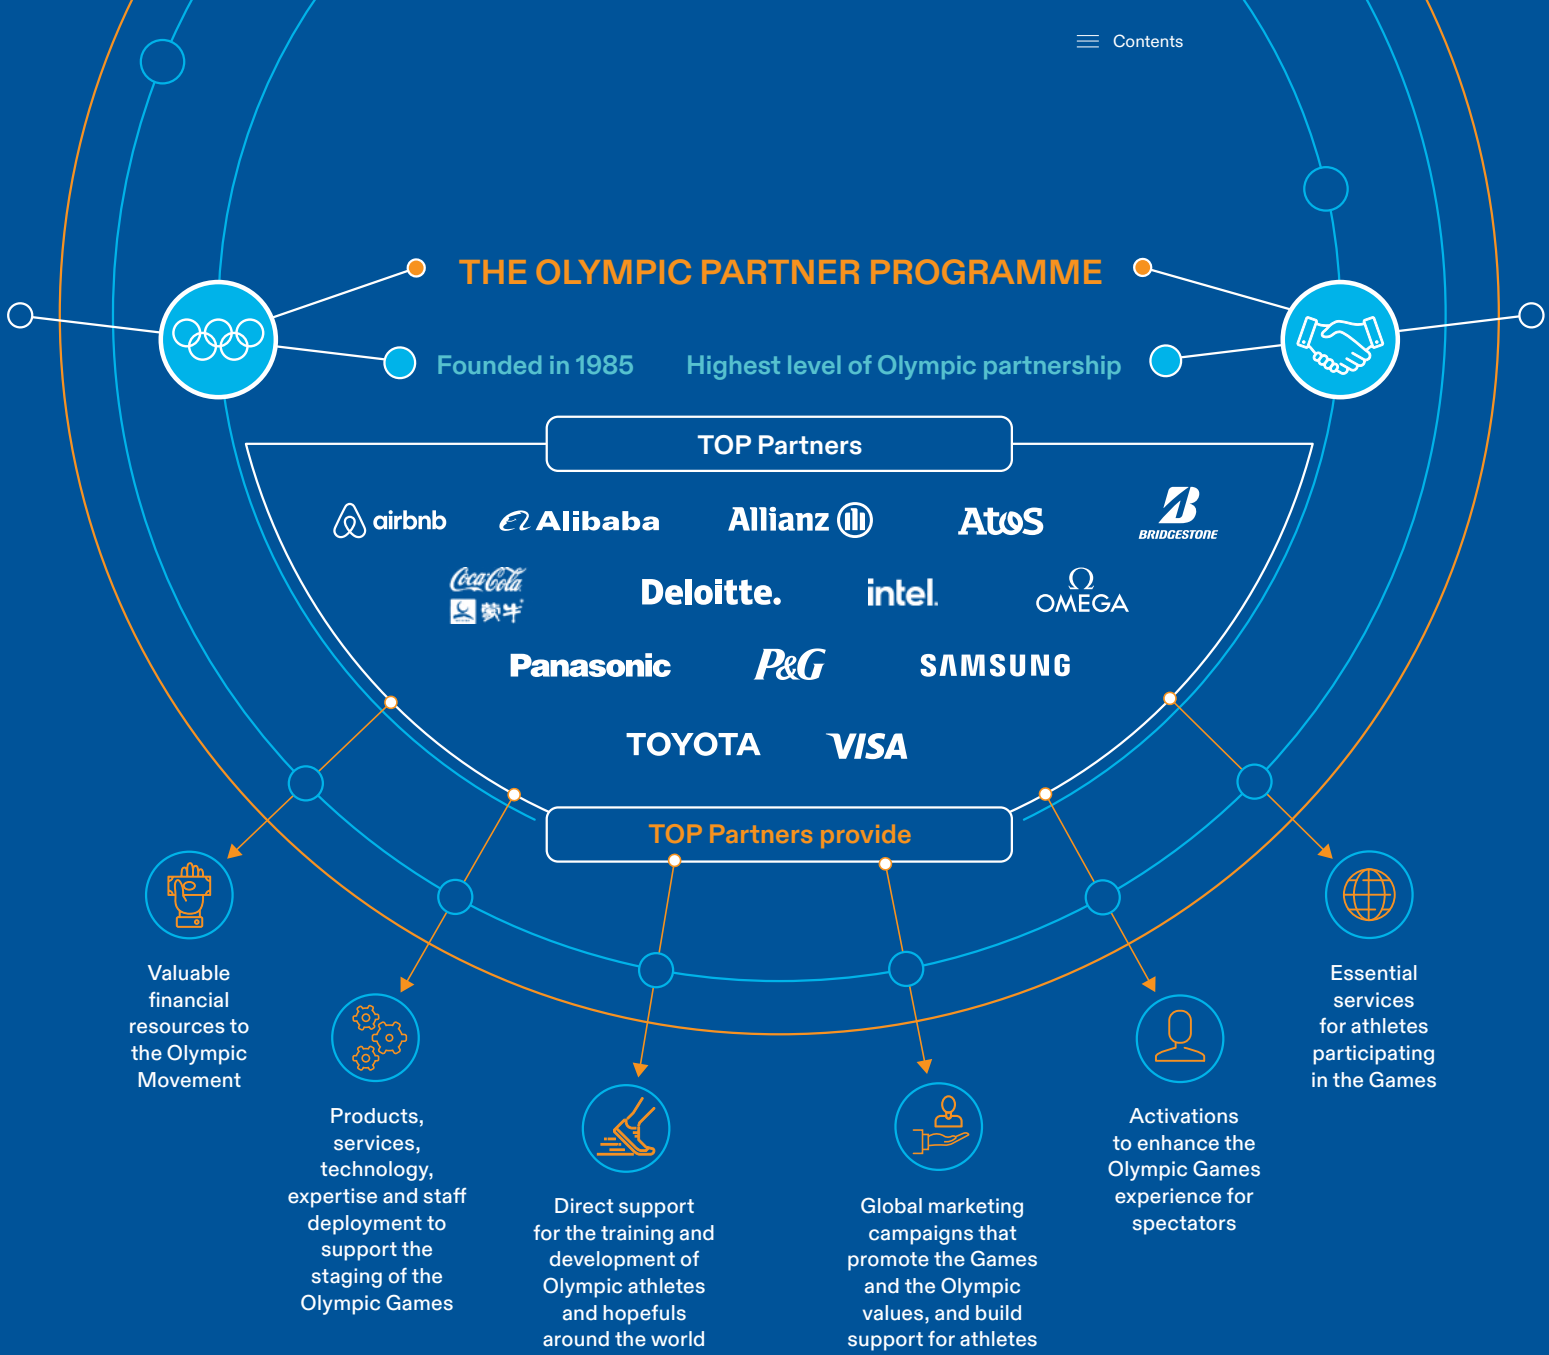 Contents
THE OLYMPIC PARTNER PROGRAMME
Founded in 1985
Highest level of Olympic partnership
TOP Partners
airbnb
Alibaba
Allianz
Atos
BRIDGESTONE
Coca-Cola
蒙牛
Deloitte.
intel.
Ω
OMEGA
Panasonic
P&G
SAMSUNG
TOYOTA
VISA
TOP Partners provide
Valuable
financial
resources to
the Olympic
Movement
Products,
services,
technology,
expertise and staff
deployment to
support the
staging of the
Olympic Games
Direct support
for the training and
development of
Olympic athletes
and hopefuls
around the world
Global marketing
campaigns that
promote the Games
and the Olympic
values, and build
support for athletes
Activations
to enhance the
Olympic Games
experience for
spectators
Essential
services
for athletes
participating
in the Games